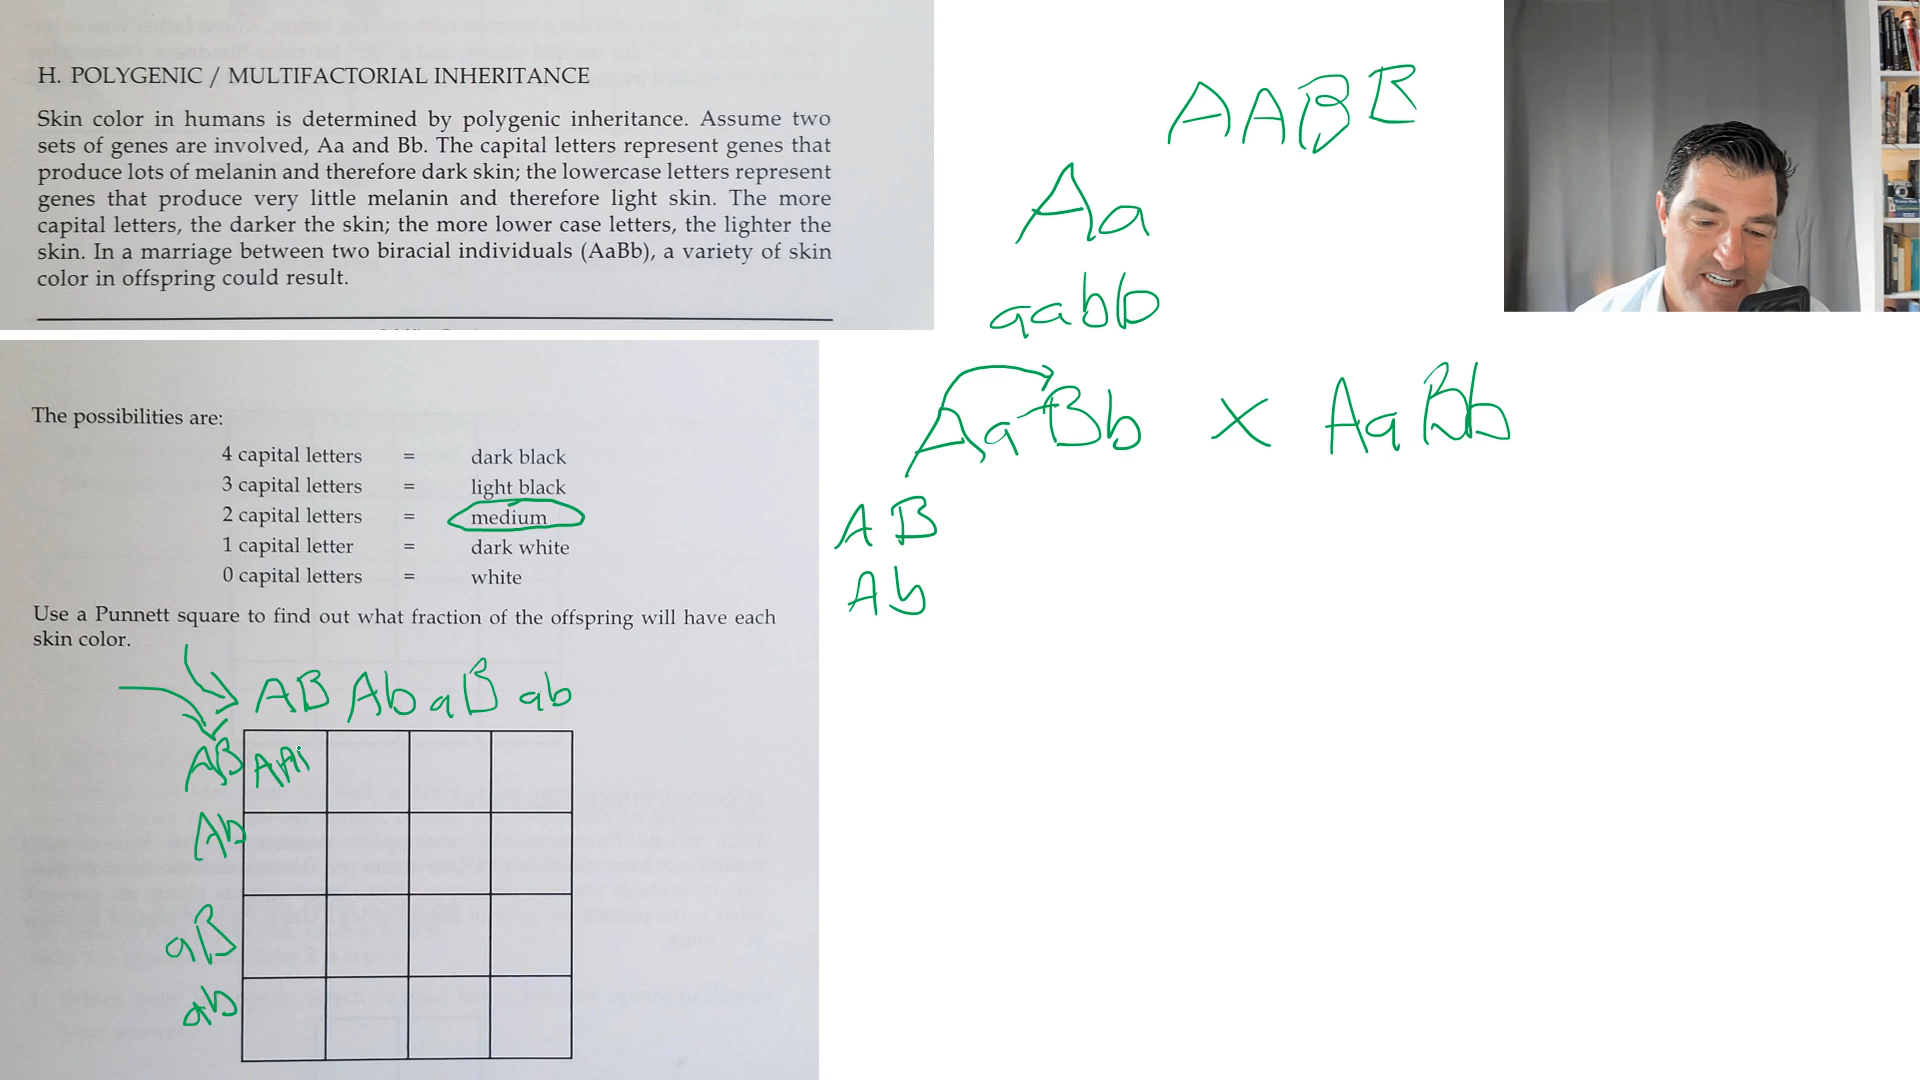 H. POLYGENIC / MULTIFACTORIAL INHERITANCE
Skin color in humans is determined by polygenic inheritance. Assume two
sets of genes are involved, Aa and Bb. The capital letters represent genes that
produce lots of melanin and therefore dark skin; the lowercase letters represent
genes that produce very little melanin and therefore light skin. The more
capital letters, the darker the skin; the more lower case letters, the lighter the
skin. In a marriage between two biracial individuals (AaBb), a variety of skin
color in offspring could result.
The possibilities are:
4 capital letters = dark black
3 capital letters = light black
2 capital letters = medium
1 capital letter = dark white
0 capital letters = white
Use a Punnett square to find out what fraction of the offspring will have each
skin color.
AB Ab aB ab
AB AA
Ab
aB
ab
AABB
Aa
aabb
AaBb X AaBb
AB
Ab